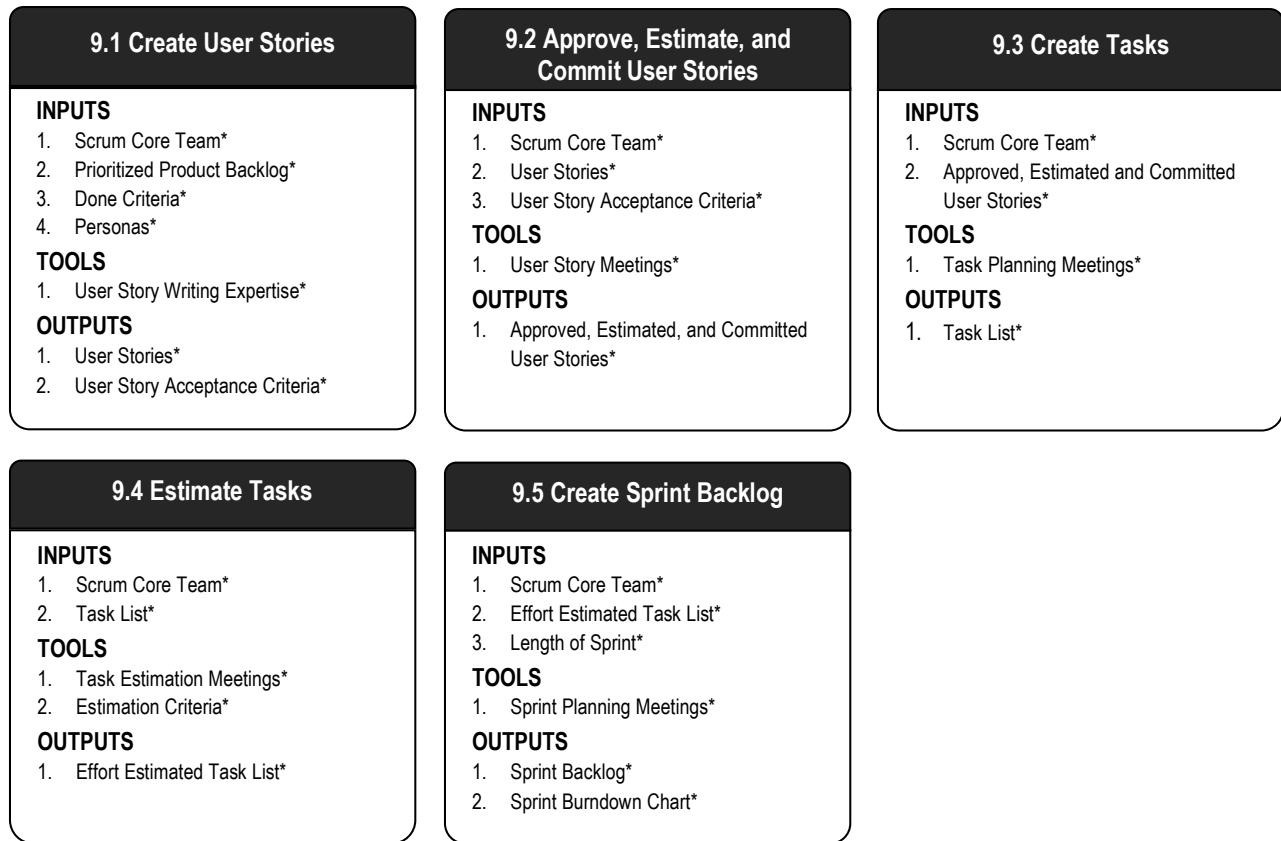 9.1 Create User Stories
INPUTS
1. Scrum Core Team*
2. Prioritized Product Backlog*
3. Done Criteria*
4. Personas*
TOOLS
1. User Story Writing Expertise*
OUTPUTS
1. User Stories*
2. User Story Acceptance Criteria*
9.2 Approve, Estimate, and
Commit User Stories
INPUTS
1. Scrum Core Team*
2. User Stories*
3. User Story Acceptance Criteria*
TOOLS
1. User Story Meetings*
OUTPUTS
1. Approved, Estimated, and Committed
User Stories*
9.3 Create Tasks
INPUTS
1. Scrum Core Team*
2. Approved, Estimated and Committed
User Stories*
TOOLS
1. Task Planning Meetings*
OUTPUTS
1. Task List*
9.4 Estimate Tasks
INPUTS
1. Scrum Core Team*
2. Task List*
TOOLS
1. Task Estimation Meetings*
2. Estimation Criteria*
OUTPUTS
1. Effort Estimated Task List*
9.5 Create Sprint Backlog
INPUTS
1. Scrum Core Team*
2. Effort Estimated Task List*
3. Length of Sprint*
TOOLS
1. Sprint Planning Meetings*
OUTPUTS
1. Sprint Backlog*
2. Sprint Burndown Chart*